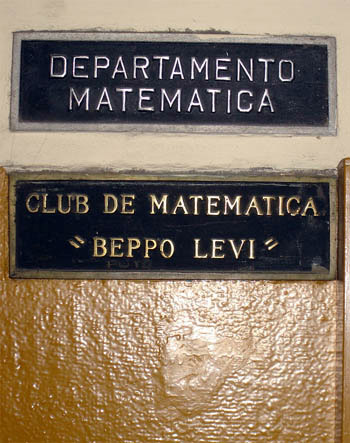 DEPARTAMENTO
MATEMATICA
CLUB DE MATEMATICA
"BEPPO LEVI"